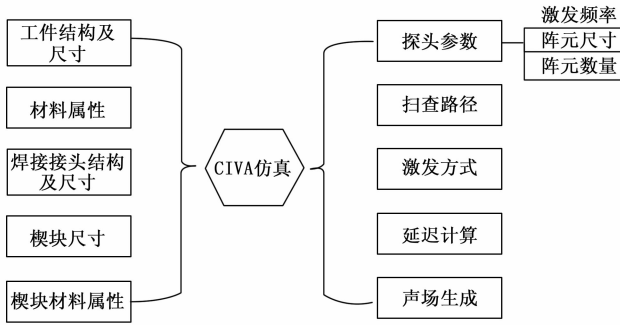 工件结构及
尺寸
材料属性
焊接接头结构
及尺寸
楔块尺寸
楔块材料属性
CIVA仿真
探头参数
扫查路径
激发方式
延迟计算
声场生成
激发频率
阵元尺寸
阵元数量